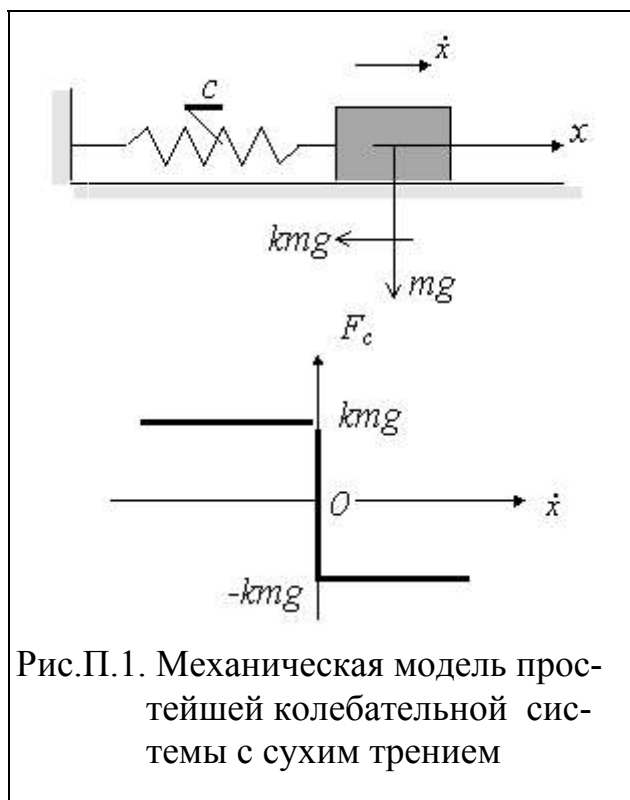 ẋ
c
x
kmg
mg
F_c
kmg
O
ẋ
-kmg
Рис.П.1. Механическая модель прос-
тейшей колебательной сис-
темы с сухим трением